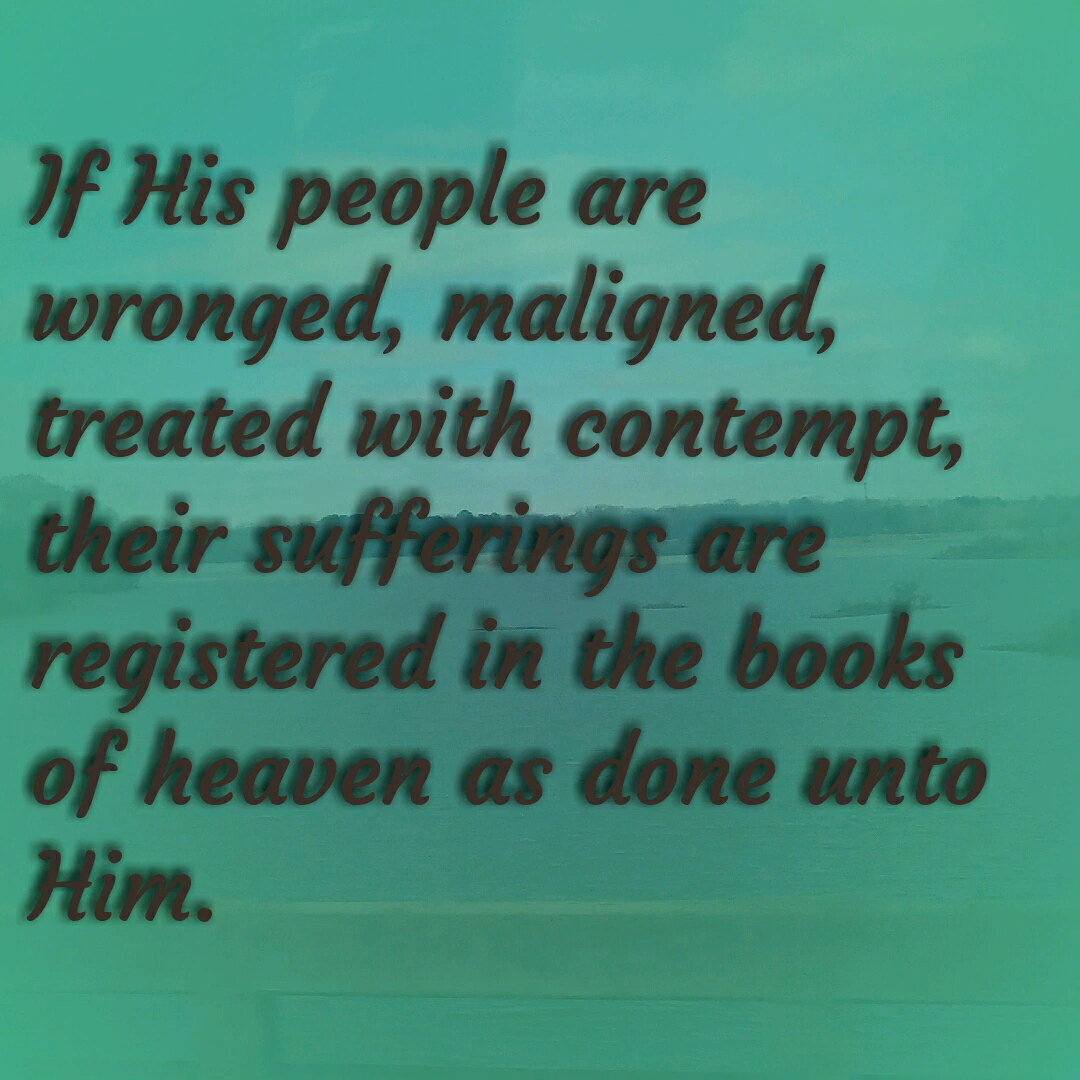 If His people are
wronged, maligned,
treated with contempt,
their sufferings are
registered in the books
of heaven as done unto
Him.